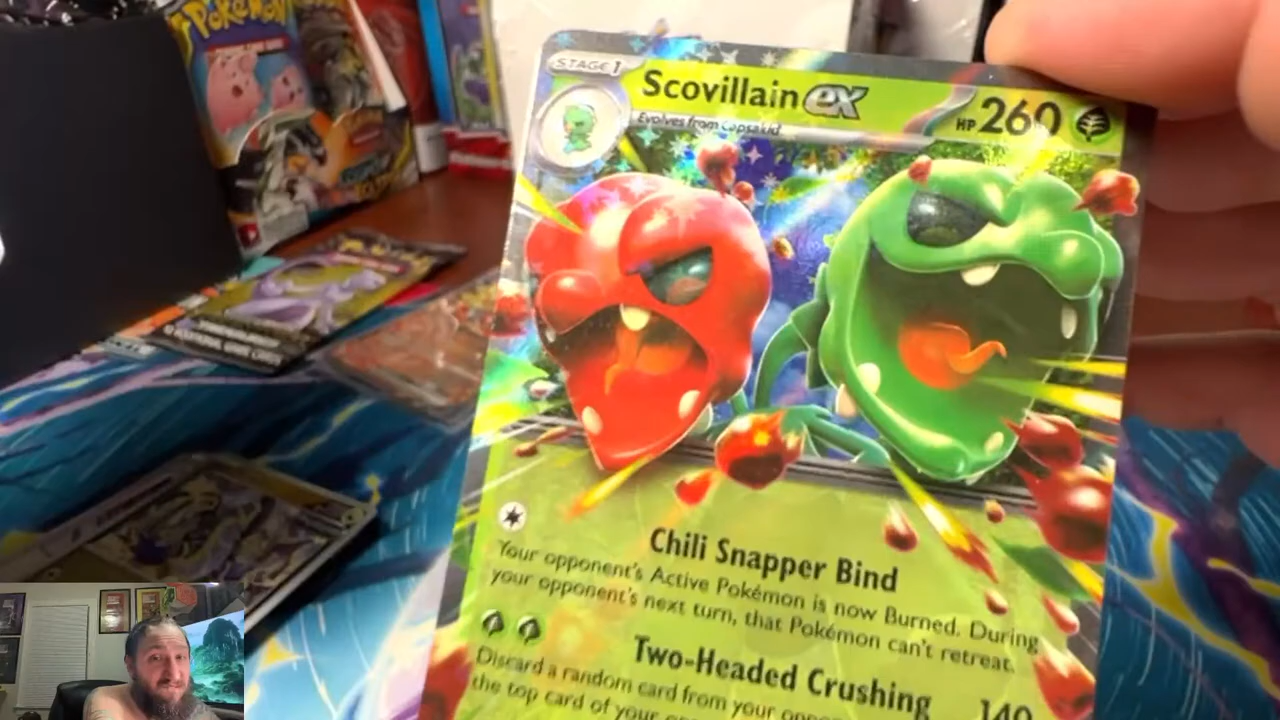 Pokémon
STAGE 1
Scovillain ex
HP 260
Evolves from Capsakid
Chili Snapper Bind
Your opponent's Active Pokémon is now Burned. During
your opponent's next turn, that Pokémon can't retreat.
Two-Headed Crushing 140
Discard a random card from your
the top card of your